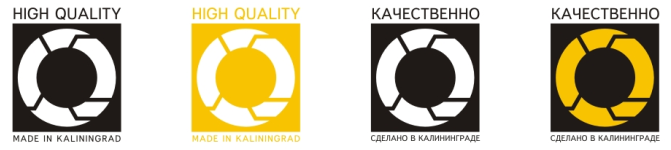 HIGH QUALITY
MADE IN KALININGRAD
HIGH QUALITY
MADE IN KALININGRAD
КАЧЕСТВЕННО
СДЕЛАНО В КАЛИНИНГРАДЕ
КАЧЕСТВЕННО
СДЕЛАНО В КАЛИНИНГРАДЕ